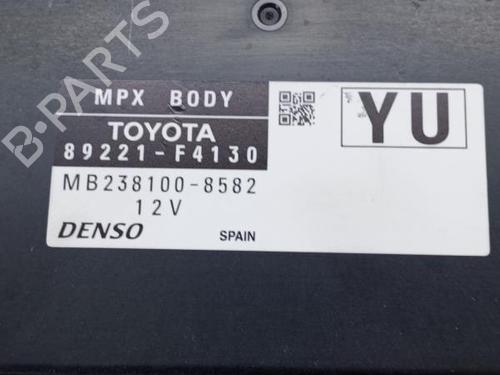 MPX BODY
TOYOTA
89221-F4130
MB238100-8582
12V
DENSO
SPAIN
YU
B-PARTS